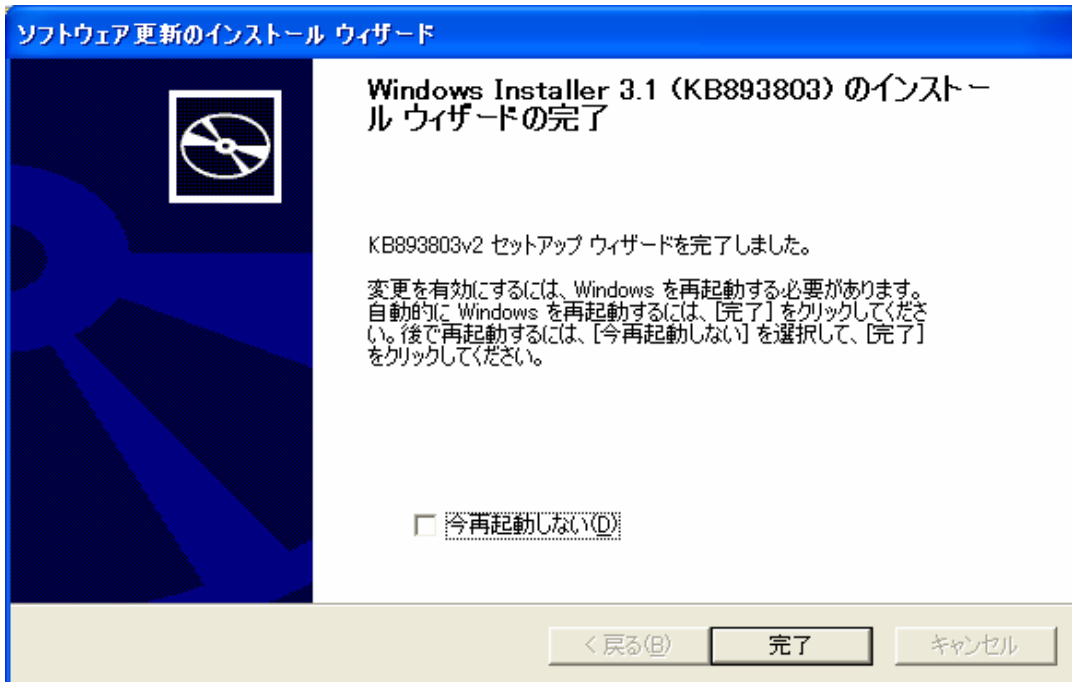 ソフトウェア更新のインストール ウィザード
Windows Installer 3.1 (KB893803) のインストー
ル ウィザードの完了
KB893803v2 セットアップ ウィザードを完了しました。
変更を有効にするには、Windows を再起動する必要があります。
自動的に Windows を再起動するには、[完了] をクリックしてくださ
い。後で再起動するには、[今再起動しない] を選択して、[完了]
をクリックしてください。
今再起動しない(D)
< 戻る(B)
完了
キャンセル